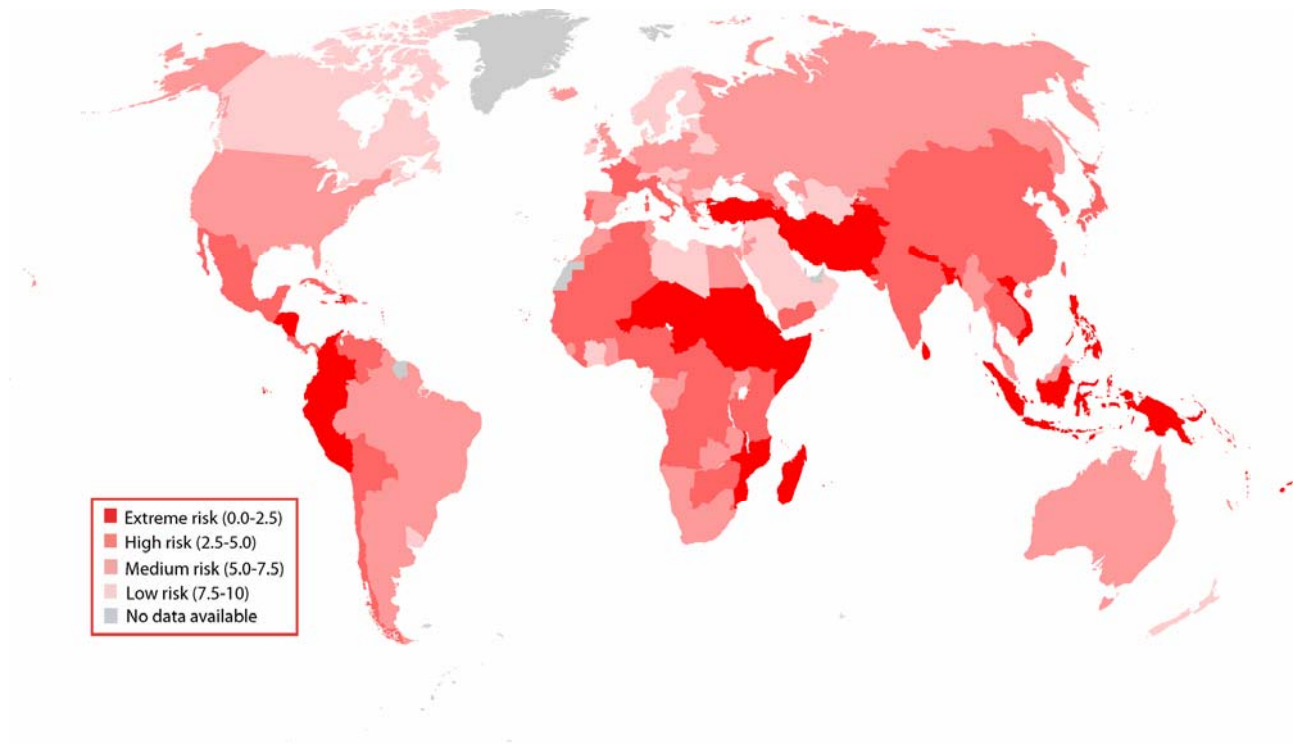 Extreme risk (0.0-2.5)
High risk (2.5-5.0)
Medium risk (5.0-7.5)
Low risk (7.5-10)
No data available